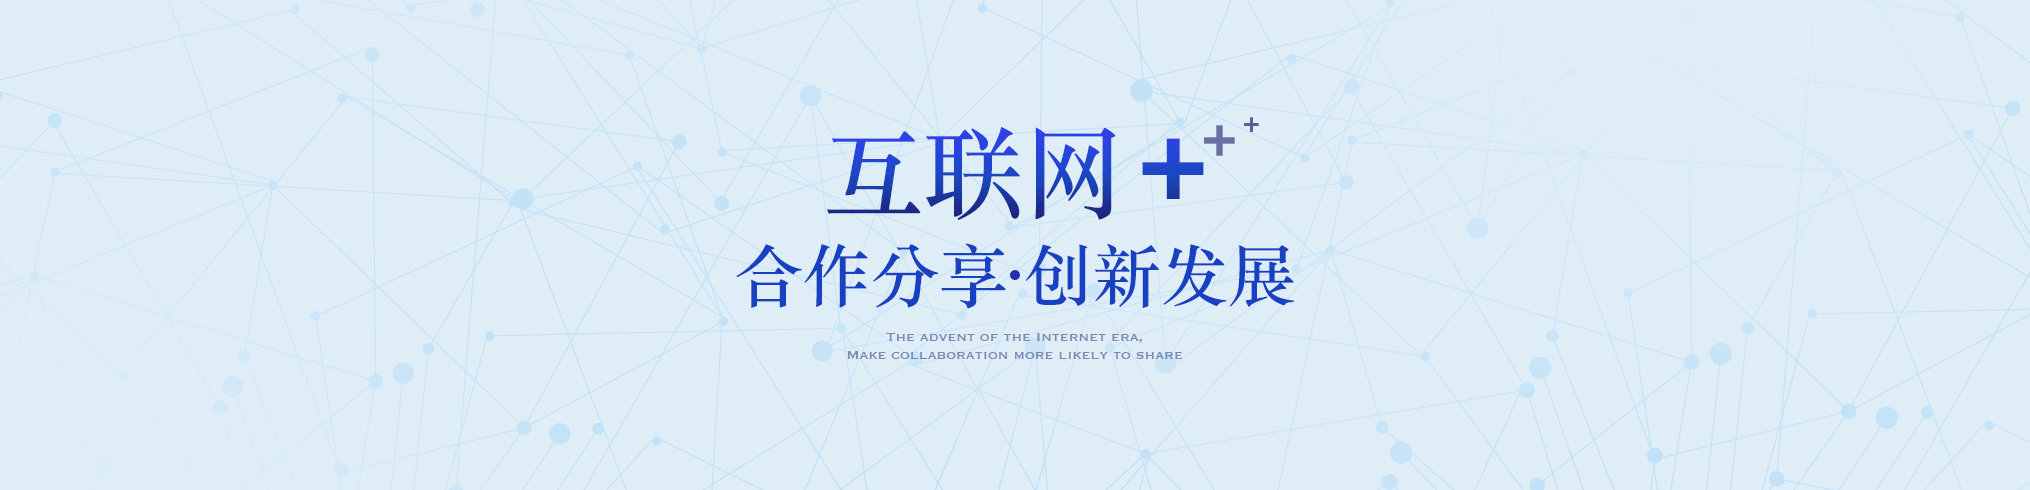 互联网+++
合作分享·创新发展
The advent of the Internet era,
Make collaboration more likely to share